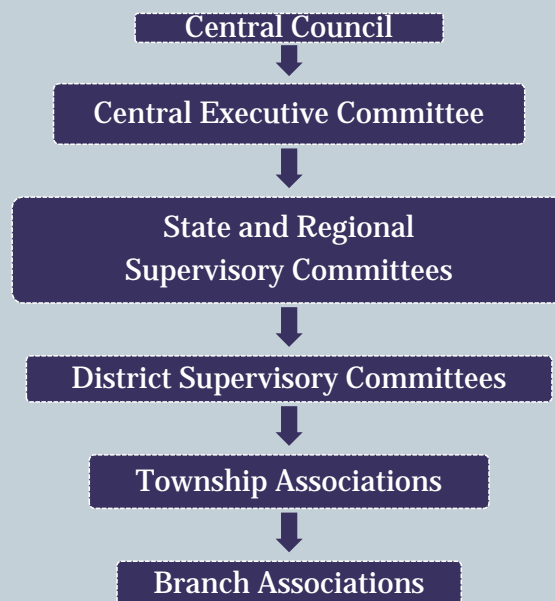 Central Council
Central Executive Committee
State and Regional
Supervisory Committees
District Supervisory Committees
Township Associations
Branch Associations